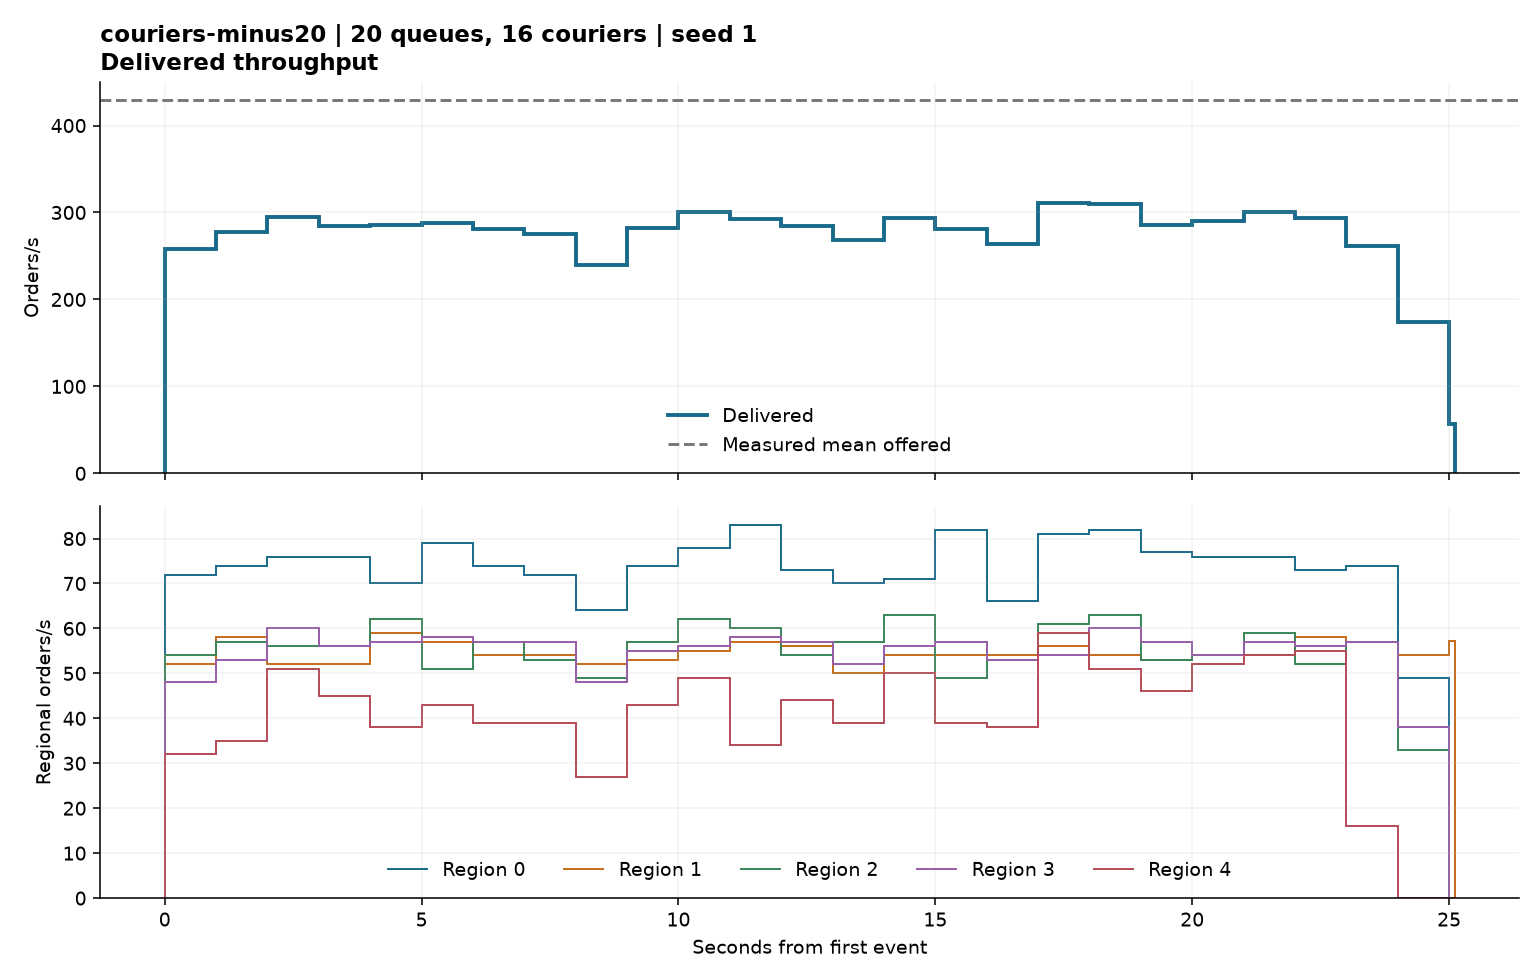 couriers-minus20 | 20 queues, 16 couriers | seed 1
Delivered throughput
Orders/s
400
300
200
100
0
Delivered
Measured mean offered
Regional orders/s
80
70
60
50
40
30
20
10
0
Region 0
Region 1
Region 2
Region 3
Region 4
0
5
10
15
20
25
Seconds from first event